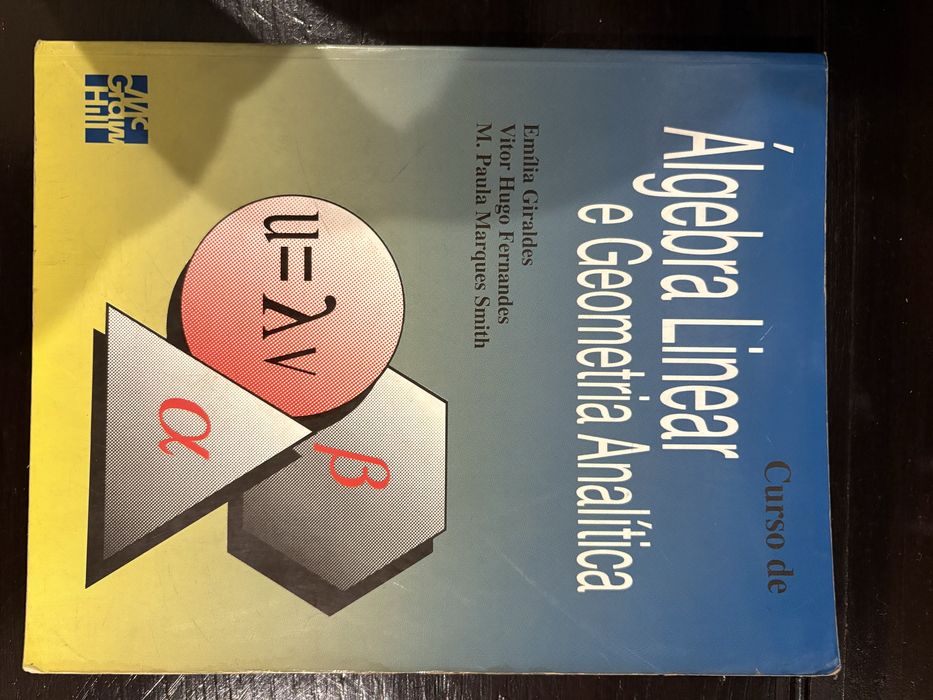 Curso de
Álgebra Linear
e Geometria Analítica
Emília Giraldes
Vitor Hugo Fernandes
M. Paula Marques Smith
u=λv
β
α
Mc
Graw
Hill